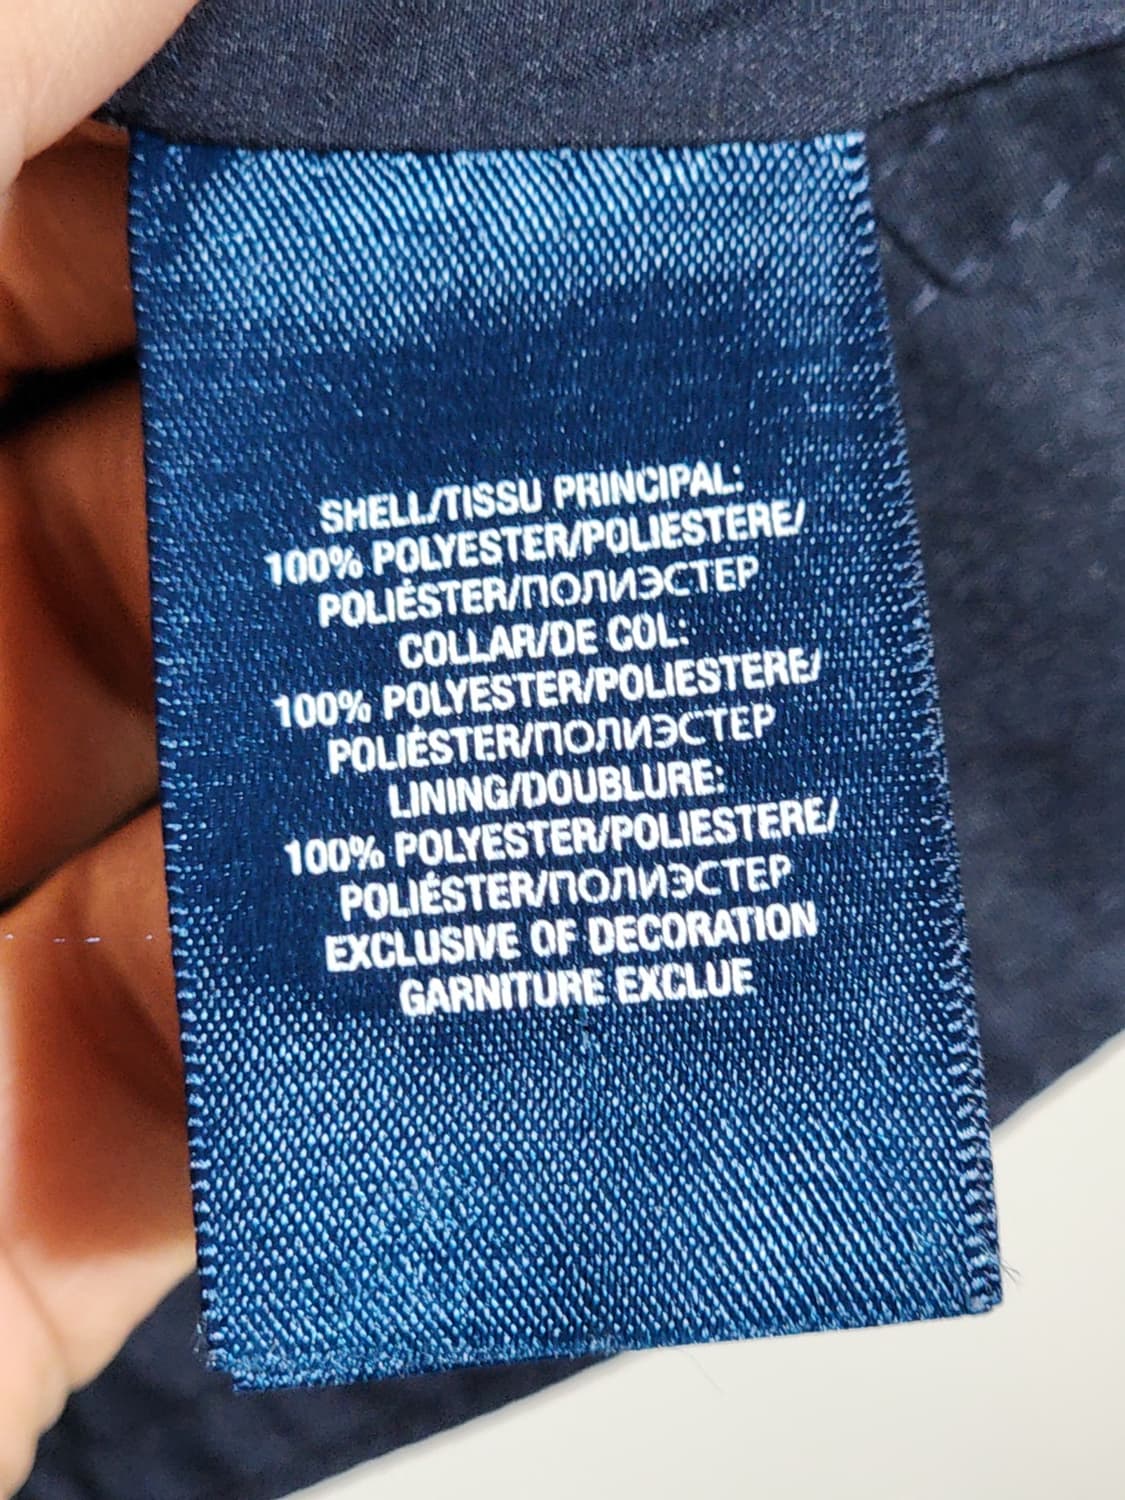 SHELL/TISSU PRINCIPAL:
100% POLYESTER/POLIESTERE/
POLIÉSTER/ПОЛИЭСТЕР
COLLAR/DE COL:
100% POLYESTER/POLIESTERE/
POLIÉSTER/ПОЛИЭСТЕР
LINING/DOUBLURE:
100% POLYESTER/POLIESTERE/
POLIÉSTER/ПОЛИЭСТЕР
EXCLUSIVE OF DECORATION
GARNITURE EXCLUE